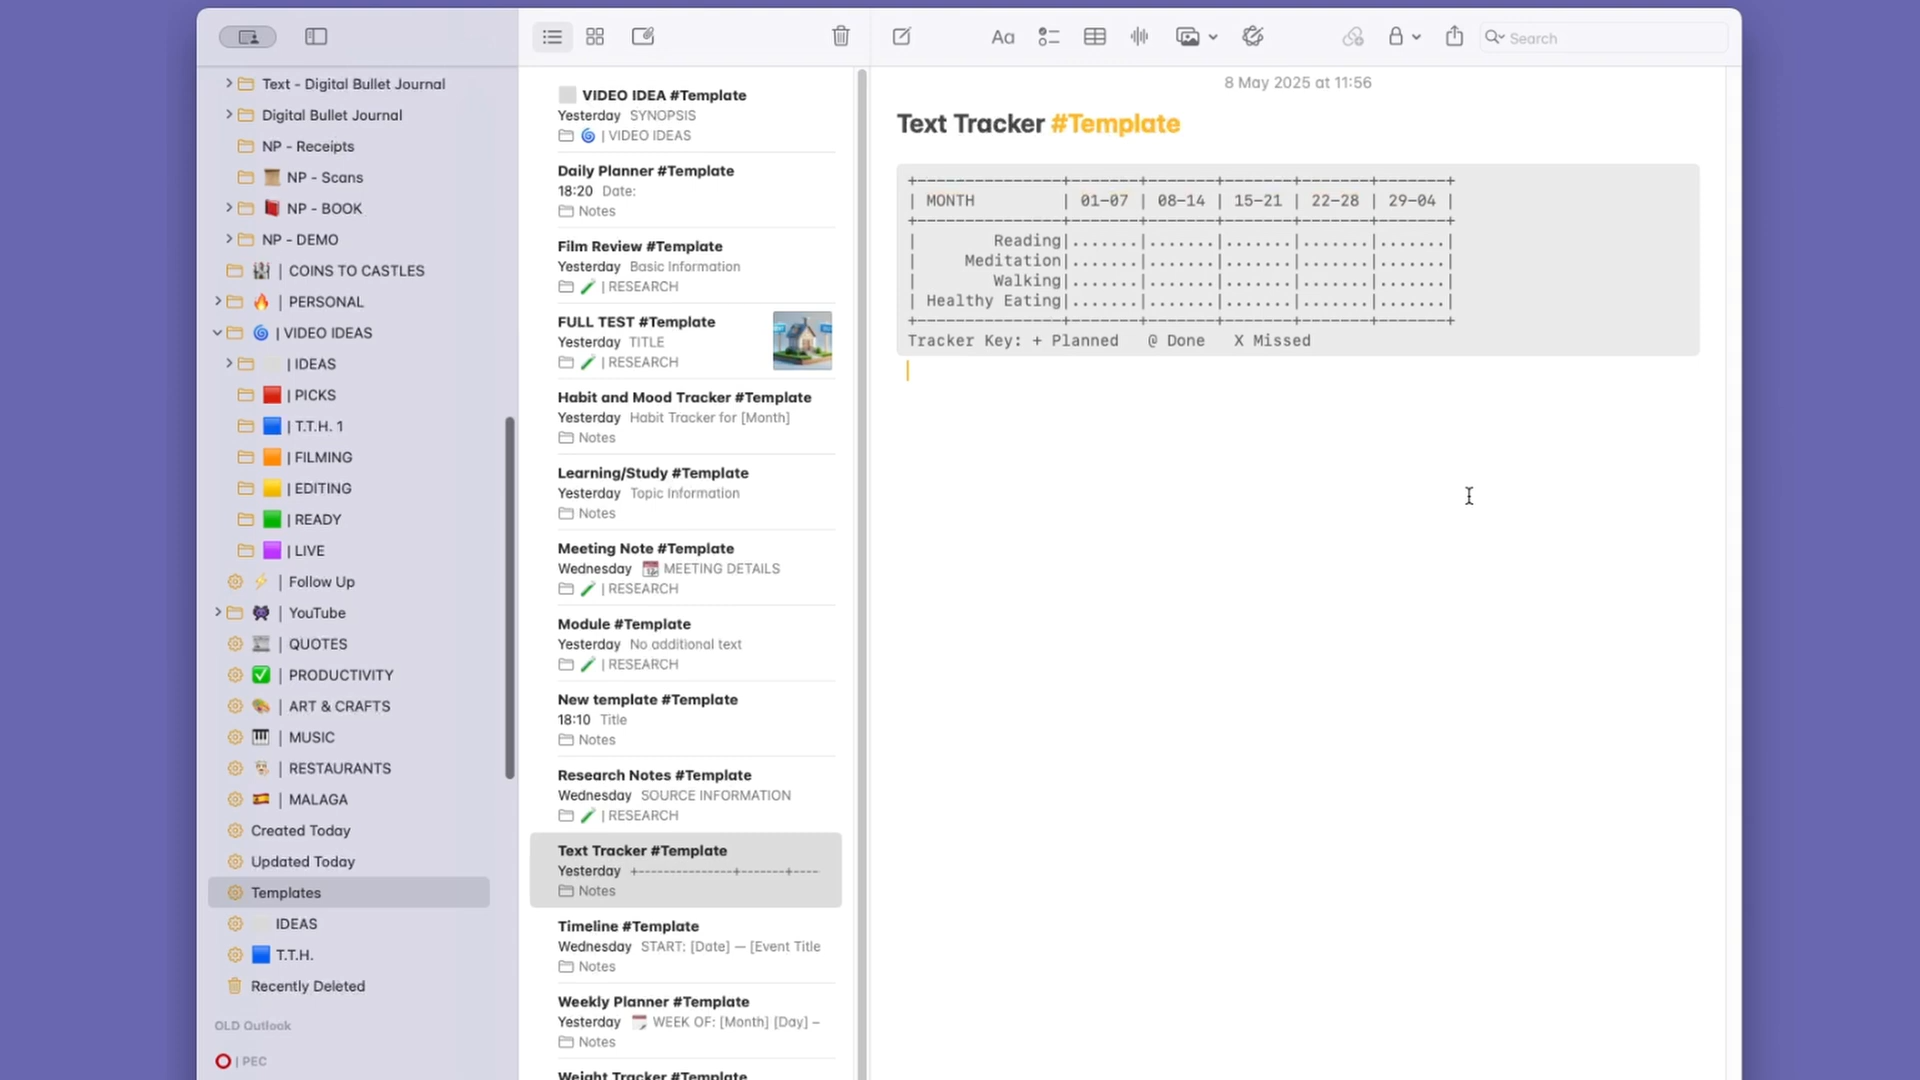 Search
Text - Digital Bullet Journal
Digital Bullet Journal
NP - Receipts
NP - Scans
NP - BOOK
NP - DEMO
| COINS TO CASTLES
| PERSONAL
| VIDEO IDEAS
| IDEAS
| PICKS
| T.T.H. 1
| FILMING
| EDITING
| READY
| LIVE
| Follow Up
| YouTube
| QUOTES
| PRODUCTIVITY
| ART & CRAFTS
| MUSIC
| RESTAURANTS
| MALAGA
Created Today
Updated Today
Templates
IDEAS
T.T.H.
Recently Deleted
OLD Outlook
| PEC
VIDEO IDEA #Template
Yesterday SYNOPSIS
| VIDEO IDEAS
Daily Planner #Template
18:20 Date:
Notes
Film Review #Template
Yesterday Basic Information
| RESEARCH
FULL TEST #Template
Yesterday TITLE
| RESEARCH
Habit and Mood Tracker #Template
Yesterday Habit Tracker for [Month]
Notes
Learning/Study #Template
Yesterday Topic Information
Notes
Meeting Note #Template
Wednesday MEETING DETAILS
| RESEARCH
Module #Template
Yesterday No additional text
| RESEARCH
New template #Template
18:10 Title
Notes
Research Notes #Template
Wednesday SOURCE INFORMATION
| RESEARCH
Text Tracker #Template
Yesterday +---------------+-------+----
Notes
Timeline #Template
Wednesday START: [Date] — [Event Title
Notes
Weekly Planner #Template
Yesterday WEEK OF: [Month] [Day] –
Notes
Weight Tracker #Template
Aa
8 May 2025 at 11:56
Text Tracker #Template
+---------------+-------+-------+-------+-------+-------+
| MONTH | 01–07 | 08–14 | 15–21 | 22–28 | 29–04 |
+---------------+-------+-------+-------+-------+-------+
| Reading|.......|.......|.......|.......|.......|
| Meditation|.......|.......|.......|.......|.......|
| Walking|.......|.......|.......|.......|.......|
| Healthy Eating|.......|.......|.......|.......|.......|
+---------------+-------+-------+-------+-------+-------+
Tracker Key: + Planned @ Done X Missed